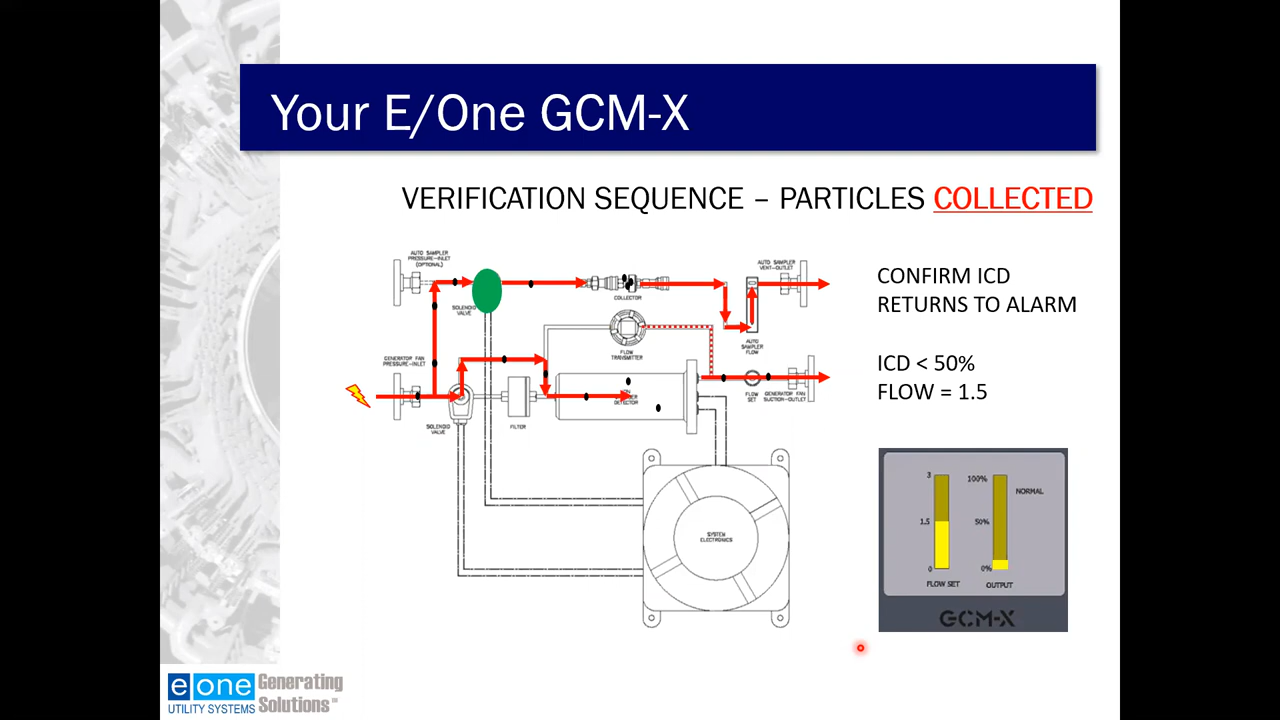 Your E/One GCM-X
VERIFICATION SEQUENCE – PARTICLES COLLECTED
AUTO SAMPLER
PRESSURE-INLET
(OPTIONAL)
SOLENOID
VALVE
COLLECTOR
AUTO SAMPLER
VENT-OUTLET
AUTO
SAMPLER
FLOW
FLOW
TRANSMITTER
GENERATOR FAN
PRESSURE-INLET
SOLENOID
VALVE
FILTER
DETECTOR
FLOW
SET
GENERATOR FAN
SUCTION-OUTLET
SYSTEM
ELECTRONICS
CONFIRM ICD
RETURNS TO ALARM
ICD < 50%
FLOW = 1.5
3
100%
NORMAL
1.5
50%
0
0%
FLOW SET
OUTPUT
GCM-X
e one
UTILITY SYSTEMS
Generating
Solutions™